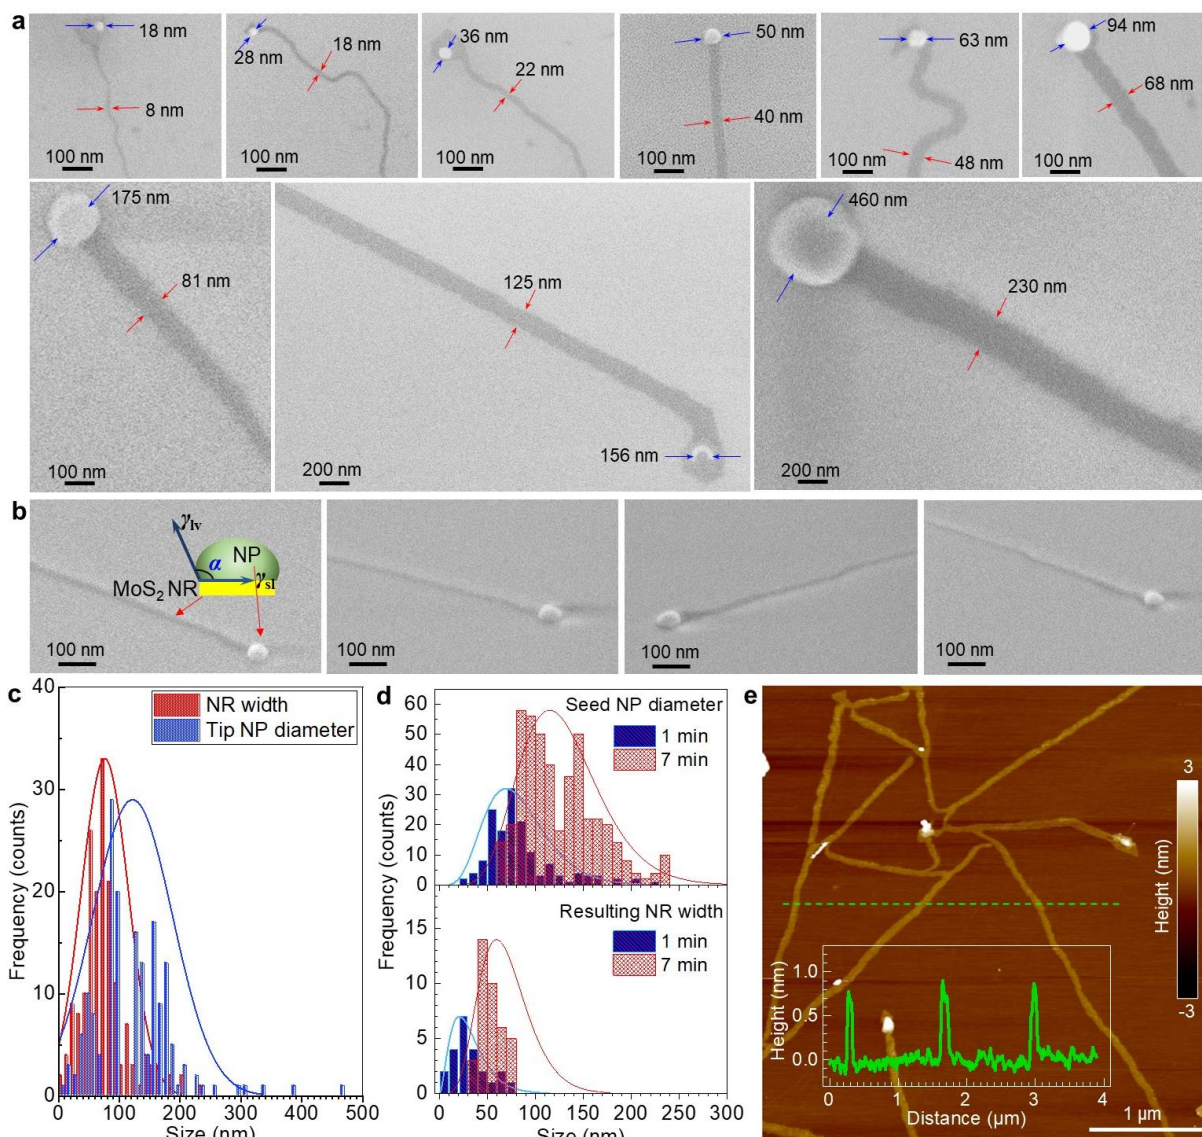 a
18 nm
8 nm
100 nm
28 nm
18 nm
100 nm
36 nm
22 nm
100 nm
50 nm
40 nm
100 nm
63 nm
48 nm
100 nm
94 nm
68 nm
100 nm
175 nm
81 nm
100 nm
125 nm
156 nm
200 nm
460 nm
230 nm
200 nm
b
γlv
α
NP
γsl
MoS2 NR
100 nm
100 nm
100 nm
100 nm
c
NR width
Tip NP diameter
Frequency (counts)
40
30
20
10
0
0 100 200 300 400 500
Size (nm)
d
Seed NP diameter
1 min
7 min
60
50
40
30
20
10
0
Resulting NR width
1 min
7 min
15
10
5
0
Frequency (counts)
0 50 100 150 200 250 300
Size (nm)
e
3
Height (nm)
-3
1.0
0.5
0.0
Height (nm)
0 1 2 3 4
Distance (μm)
1 μm